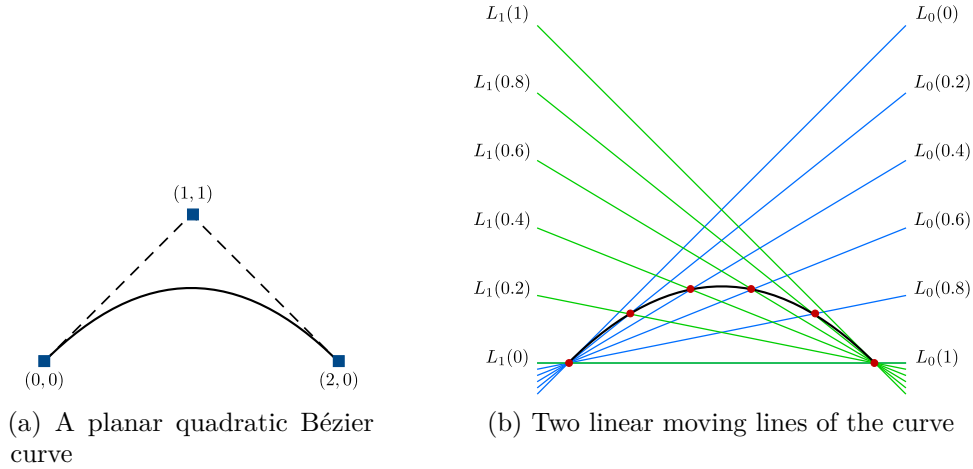 (1, 1)
(0, 0)
(2, 0)
(a) A planar quadratic Bézier
curve
L₁(1)
L₁(0.8)
L₁(0.6)
L₁(0.4)
L₁(0.2)
L₁(0)
L₀(0)
L₀(0.2)
L₀(0.4)
L₀(0.6)
L₀(0.8)
L₀(1)
(b) Two linear moving lines of the curve